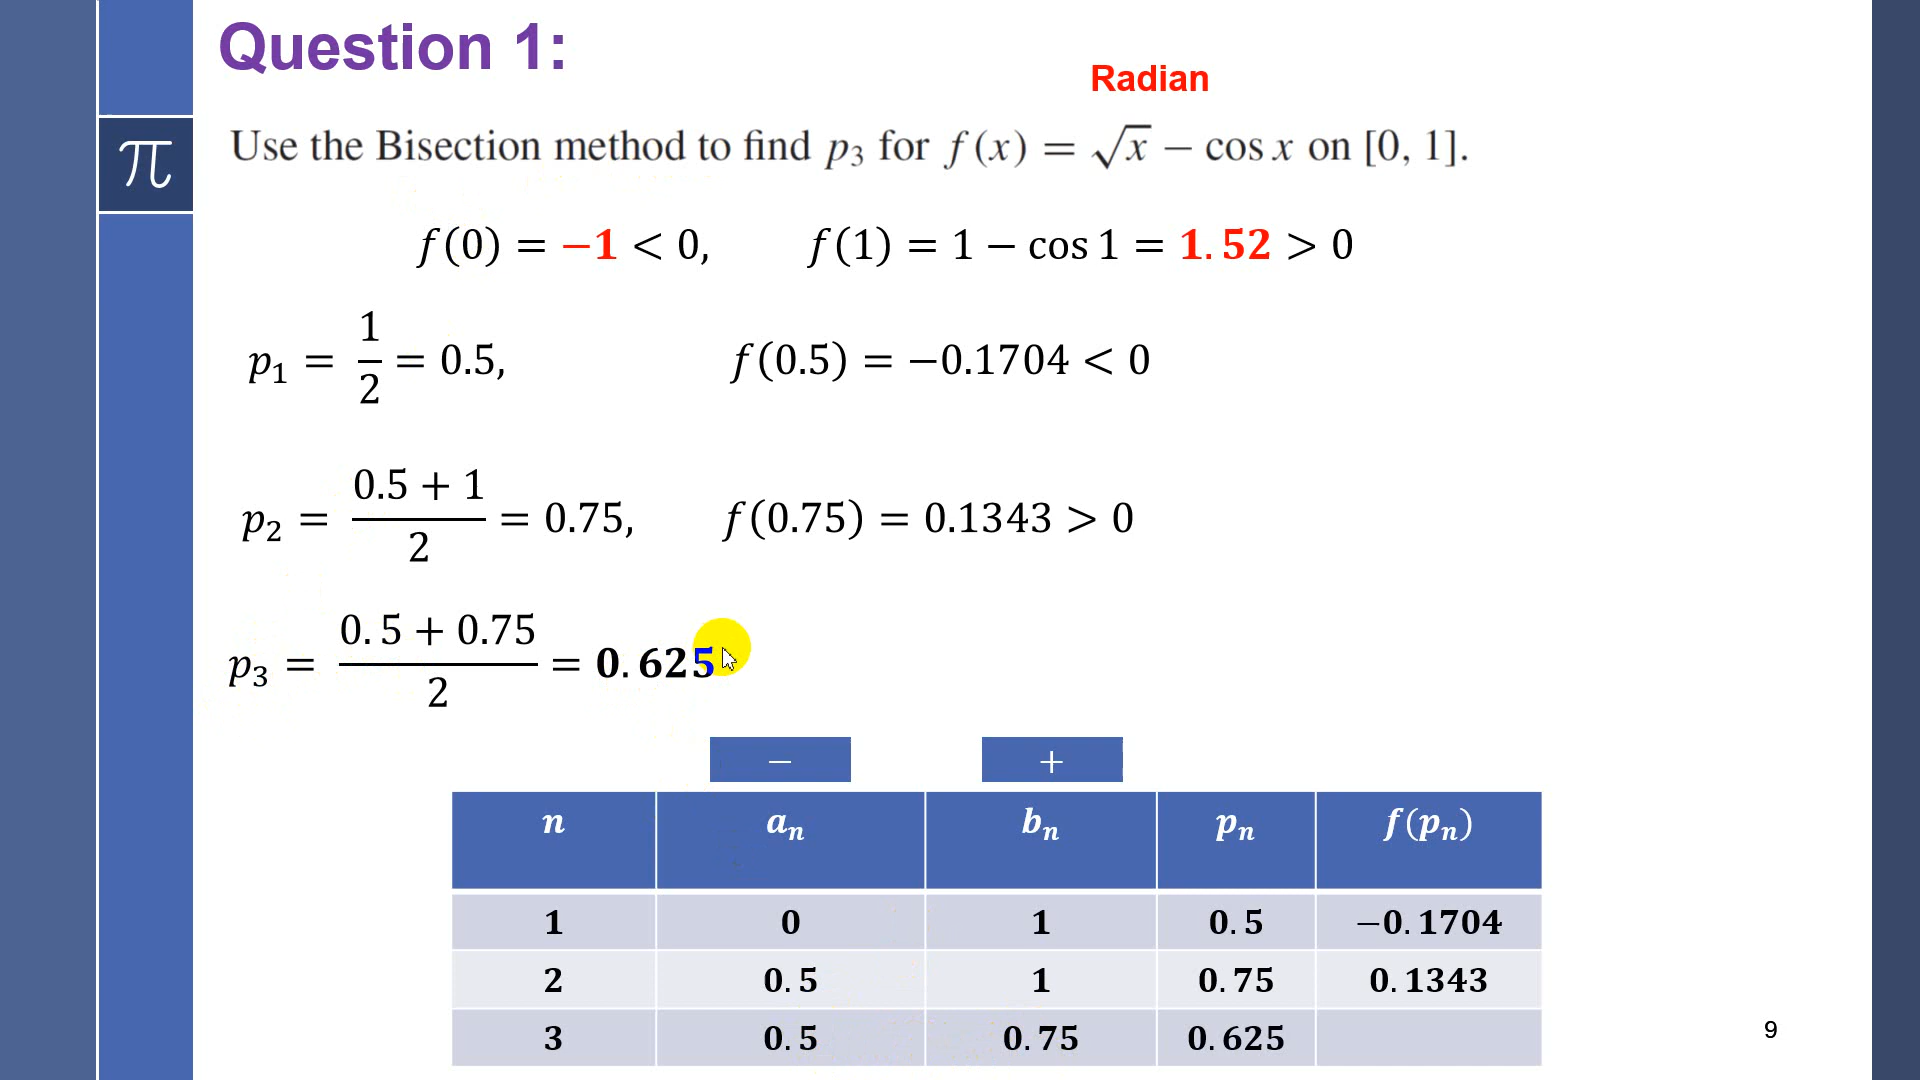 Question 1:
Radian
π
Use the Bisection method to find p₃ for f(x) = √x − cos x on [0, 1].
f(0) = −1 < 0, f(1) = 1 − cos 1 = 1.52 > 0
p₁ = 1/2 = 0.5, f(0.5) = −0.1704 < 0
p₂ = (0.5 + 1)/2 = 0.75, f(0.75) = 0.1343 > 0
p₃ = (0.5 + 0.75)/2 = 0.625
− +
n aₙ bₙ pₙ f(pₙ)
1 0 1 0.5 −0.1704
2 0.5 1 0.75 0.1343
3 0.5 0.75 0.625
9